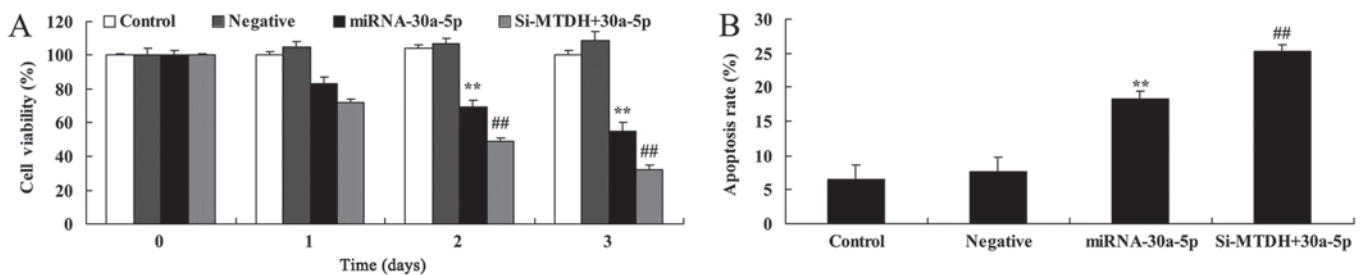 A
Control Negative miRNA-30a-5p Si-MTDH+30a-5p
Cell viability (%)
120
100
80
60
40
20
0
**
##
**
##
0 1 2 3
Time (days)
B
Apoptosis rate (%)
30
25
20
15
10
5
0
**
##
Control Negative miRNA-30a-5p Si-MTDH+30a-5p